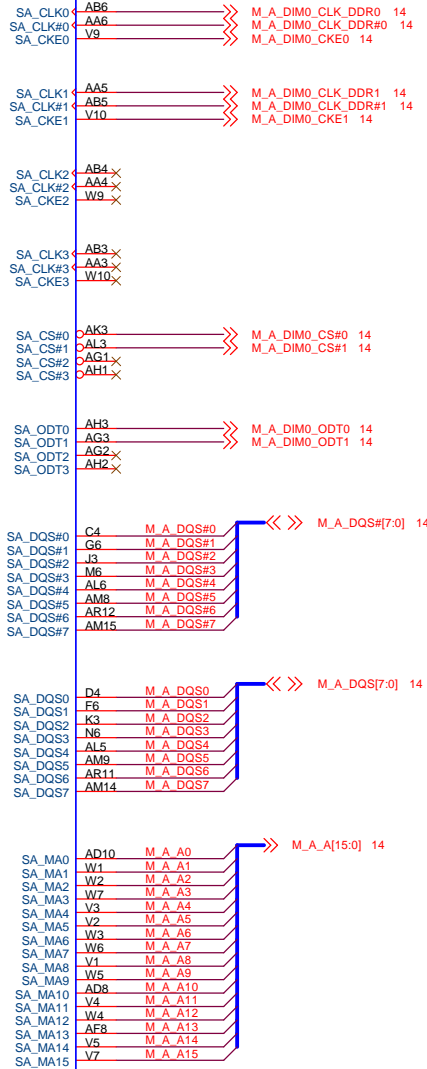 SA_CLK0 AB6 M_A_DIM0_CLK_DDR0 14
SA_CLK#0 AA6 M_A_DIM0_CLK_DDR#0 14
SA_CKE0 V9 M_A_DIM0_CKE0 14
SA_CLK1 AA5 M_A_DIM0_CLK_DDR1 14
SA_CLK#1 AB5 M_A_DIM0_CLK_DDR#1 14
SA_CKE1 V10 M_A_DIM0_CKE1 14
SA_CLK2 AB4
SA_CLK#2 AA4
SA_CKE2 W9
SA_CLK3 AB3
SA_CLK#3 AA3
SA_CKE3 W10
SA_CS#0 AK3 M_A_DIM0_CS#0 14
SA_CS#1 AL3 M_A_DIM0_CS#1 14
SA_CS#2 AG1
SA_CS#3 AH1
SA_ODT0 AH3 M_A_DIM0_ODT0 14
SA_ODT1 AG3 M_A_DIM0_ODT1 14
SA_ODT2 AG2
SA_ODT3 AH2
M_A_DQS#[7:0] 14
SA_DQS#0 C4 M_A_DQS#0
SA_DQS#1 G6 M_A_DQS#1
SA_DQS#2 J3 M_A_DQS#2
SA_DQS#3 M6 M_A_DQS#3
SA_DQS#4 AL6 M_A_DQS#4
SA_DQS#5 AM8 M_A_DQS#5
SA_DQS#6 AR12 M_A_DQS#6
SA_DQS#7 AM15 M_A_DQS#7
M_A_DQS[7:0] 14
SA_DQS0 D4 M_A_DQS0
SA_DQS1 F6 M_A_DQS1
SA_DQS2 K3 M_A_DQS2
SA_DQS3 N6 M_A_DQS3
SA_DQS4 AL5 M_A_DQS4
SA_DQS5 AM9 M_A_DQS5
SA_DQS6 AR11 M_A_DQS6
SA_DQS7 AM14 M_A_DQS7
M_A_A[15:0] 14
SA_MA0 AD10 M_A_A0
SA_MA1 W1 M_A_A1
SA_MA2 W2 M_A_A2
SA_MA3 W7 M_A_A3
SA_MA4 V3 M_A_A4
SA_MA5 V2 M_A_A5
SA_MA6 W3 M_A_A6
SA_MA7 W6 M_A_A7
SA_MA8 V1 M_A_A8
SA_MA9 W5 M_A_A9
SA_MA10 AD8 M_A_A10
SA_MA11 V4 M_A_A11
SA_MA12 W4 M_A_A12
SA_MA13 AF8 M_A_A13
SA_MA14 V5 M_A_A14
SA_MA15 V7 M_A_A15